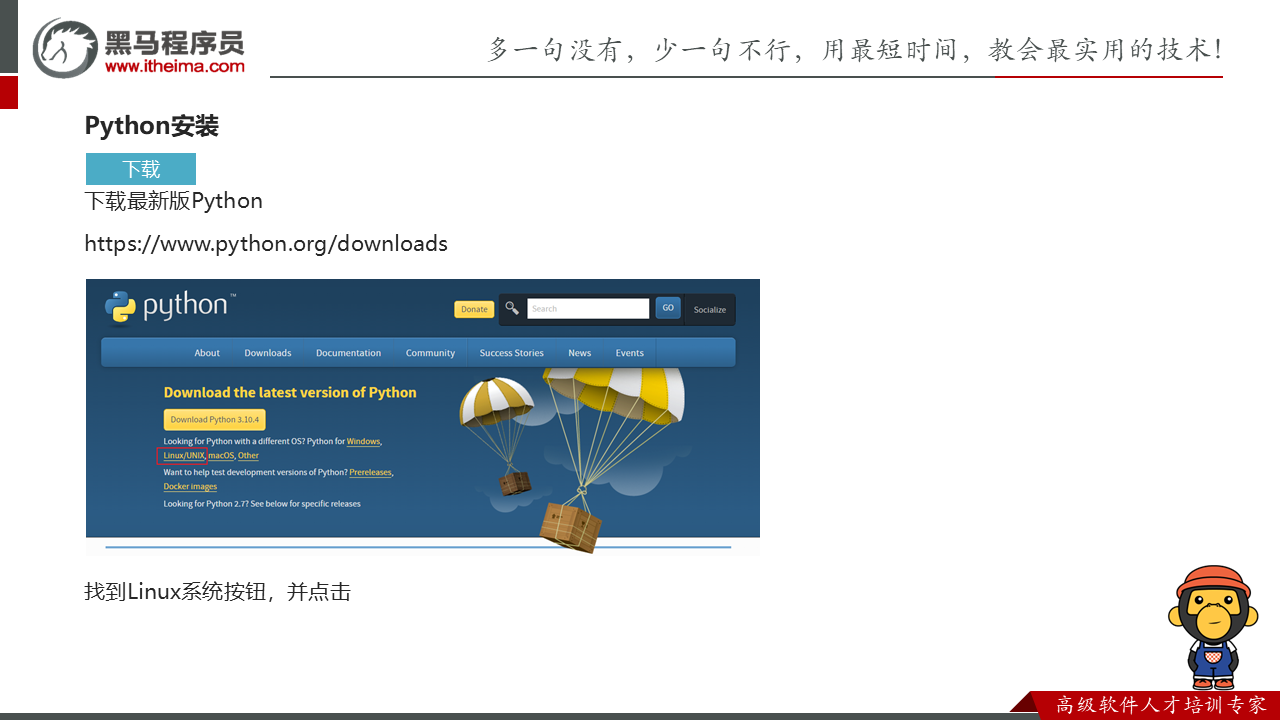 黑马程序员
www.itheima.com
多一句没有，少一句不行，用最短时间，教会最实用的技术！
Python安装
下载
下载最新版Python
https://www.python.org/downloads
python™
Donate
Search
GO
Socialize
About Downloads Documentation Community Success Stories News Events
Download the latest version of Python
Download Python 3.10.4
Looking for Python with a different OS? Python for Windows,
Linux/UNIX, macOS, Other
Want to help test development versions of Python? Prereleases,
Docker images
Looking for Python 2.7? See below for specific releases
找到Linux系统按钮，并点击
高级软件人才培训专家